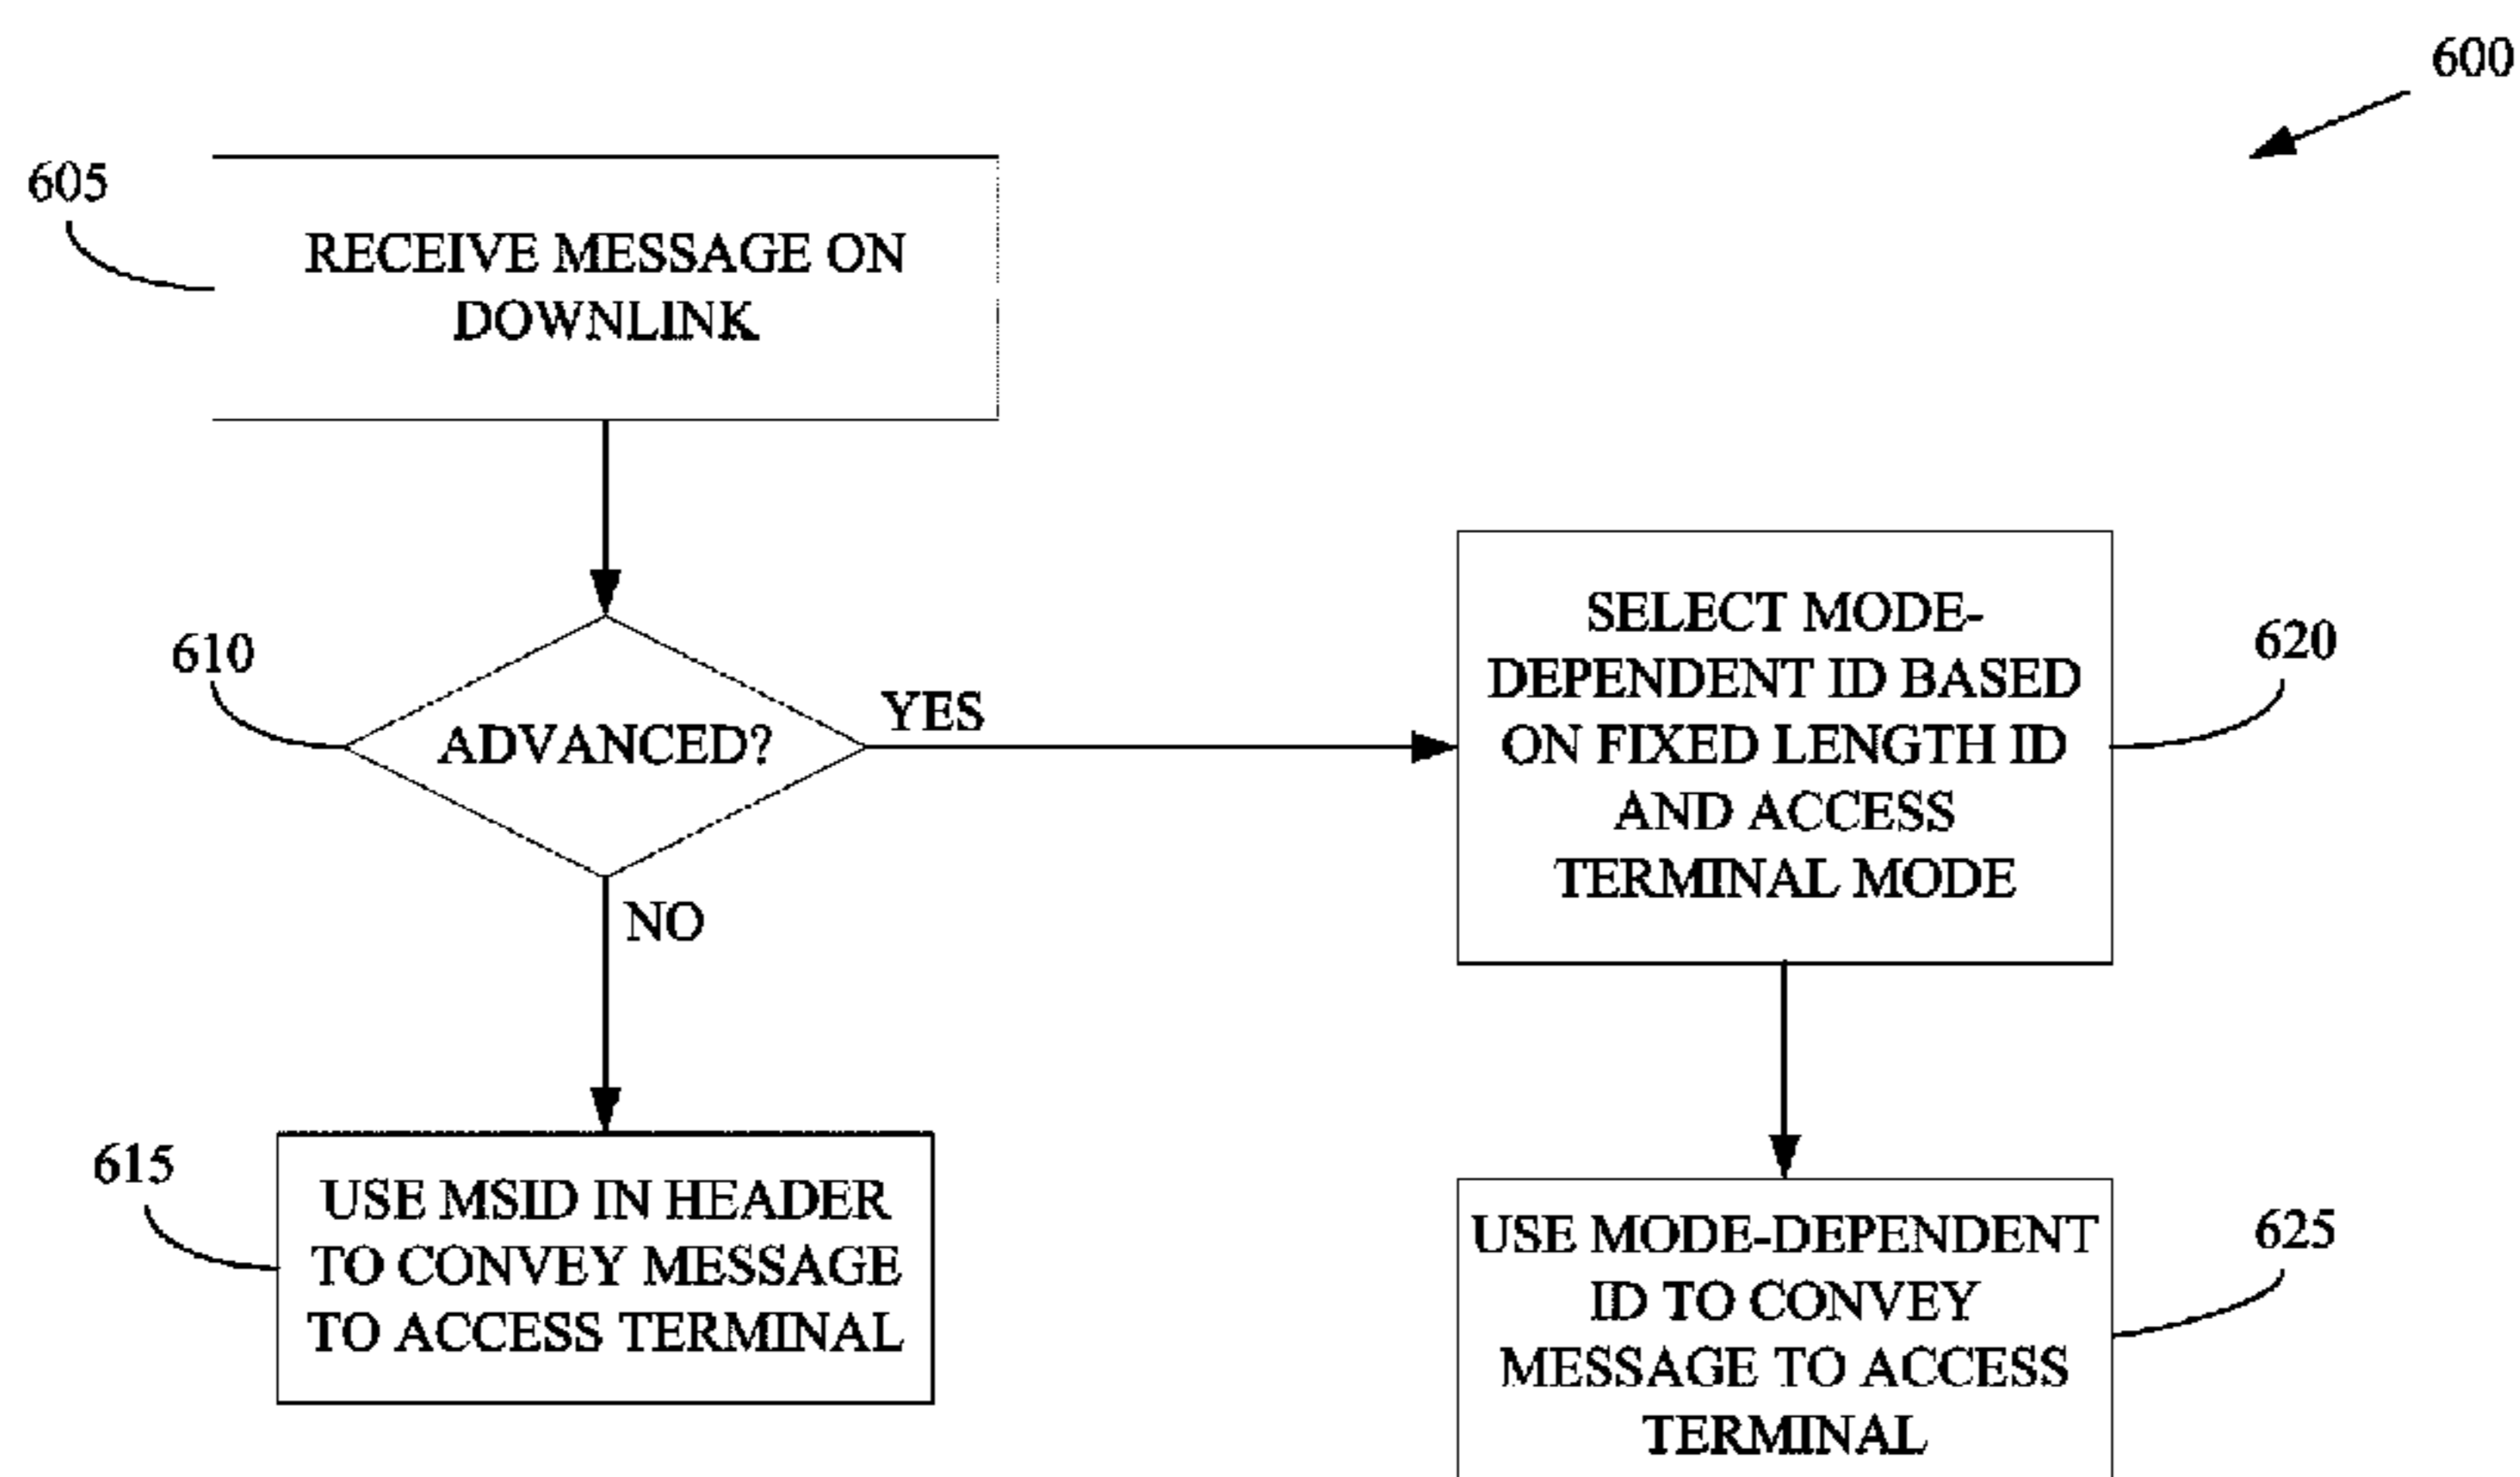 600
605
RECEIVE MESSAGE ON
DOWNLINK
610
ADVANCED?
YES
NO
620
SELECT MODE-
DEPENDENT ID BASED
ON FIXED LENGTH ID
AND ACCESS
TERMINAL MODE
615
USE MSID IN HEADER
TO CONVEY MESSAGE
TO ACCESS TERMINAL
625
USE MODE-DEPENDENT
ID TO CONVEY
MESSAGE TO ACCESS
TERMINAL